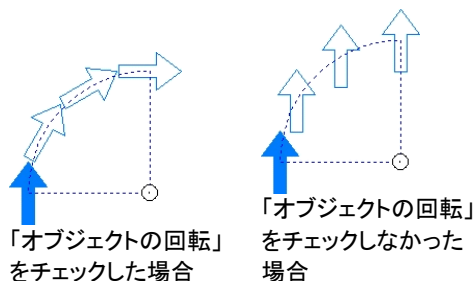 「オブジェクトの回転」
をチェックした場合
「オブジェクトの回転」
をチェックしなかった
場合